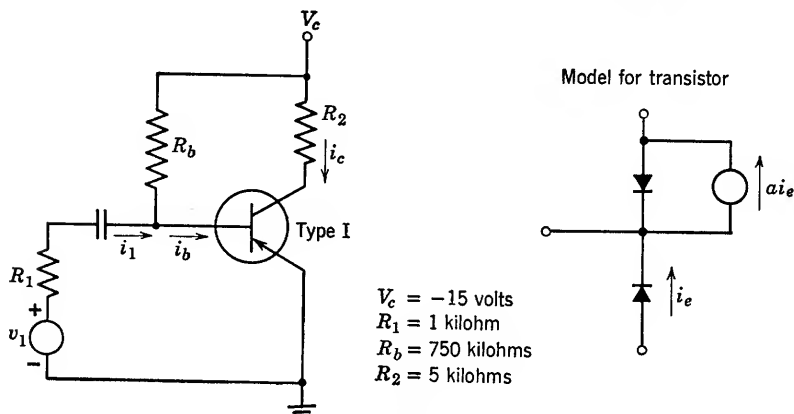 V_c
R_2
R_b
i_c
Type I
i_1
i_b
R_1
+
v_1
−
V_c = −15 volts
R_1 = 1 kilohm
R_b = 750 kilohms
R_2 = 5 kilohms
Model for transistor
ai_e
i_e